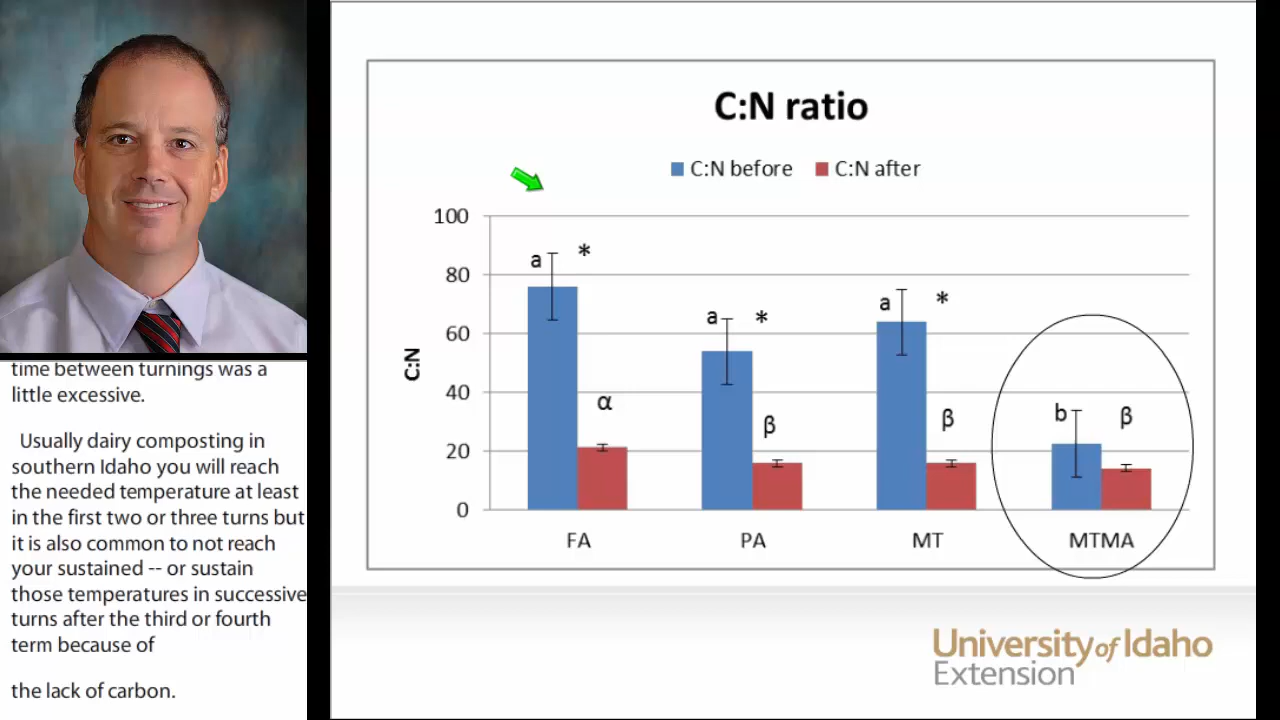 time between turnings was a
little excessive.
Usually dairy composting in
southern Idaho you will reach
the needed temperature at least
in the first two or three turns but
it is also common to not reach
your sustained -- or sustain
those temperatures in successive
turns after the third or fourth
term because of
the lack of carbon.
C:N ratio
C:N before C:N after
C:N
100
80
60
40
20
0
a *
α
a *
β
a *
β
b β
FA PA MT MTMA
University of Idaho
Extension